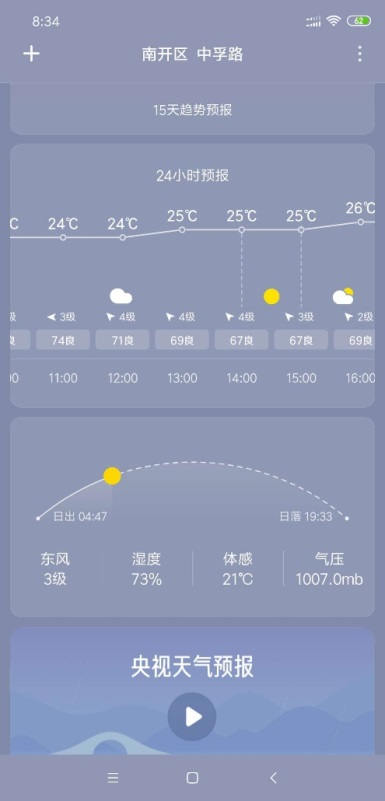 8:34
62
南开区 中孚路
15天趋势预报
24小时预报
24℃ 24℃ 25℃ 25℃ 25℃ 26℃
3级 4级 4级 4级 3级 2级
74良 71良 69良 67良 67良 69良
11:00 12:00 13:00 14:00 15:00 16:00
日出 04:47
日落 19:33
东风 湿度 体感 气压
3级 73% 21℃ 1007.0mb
央视天气预报